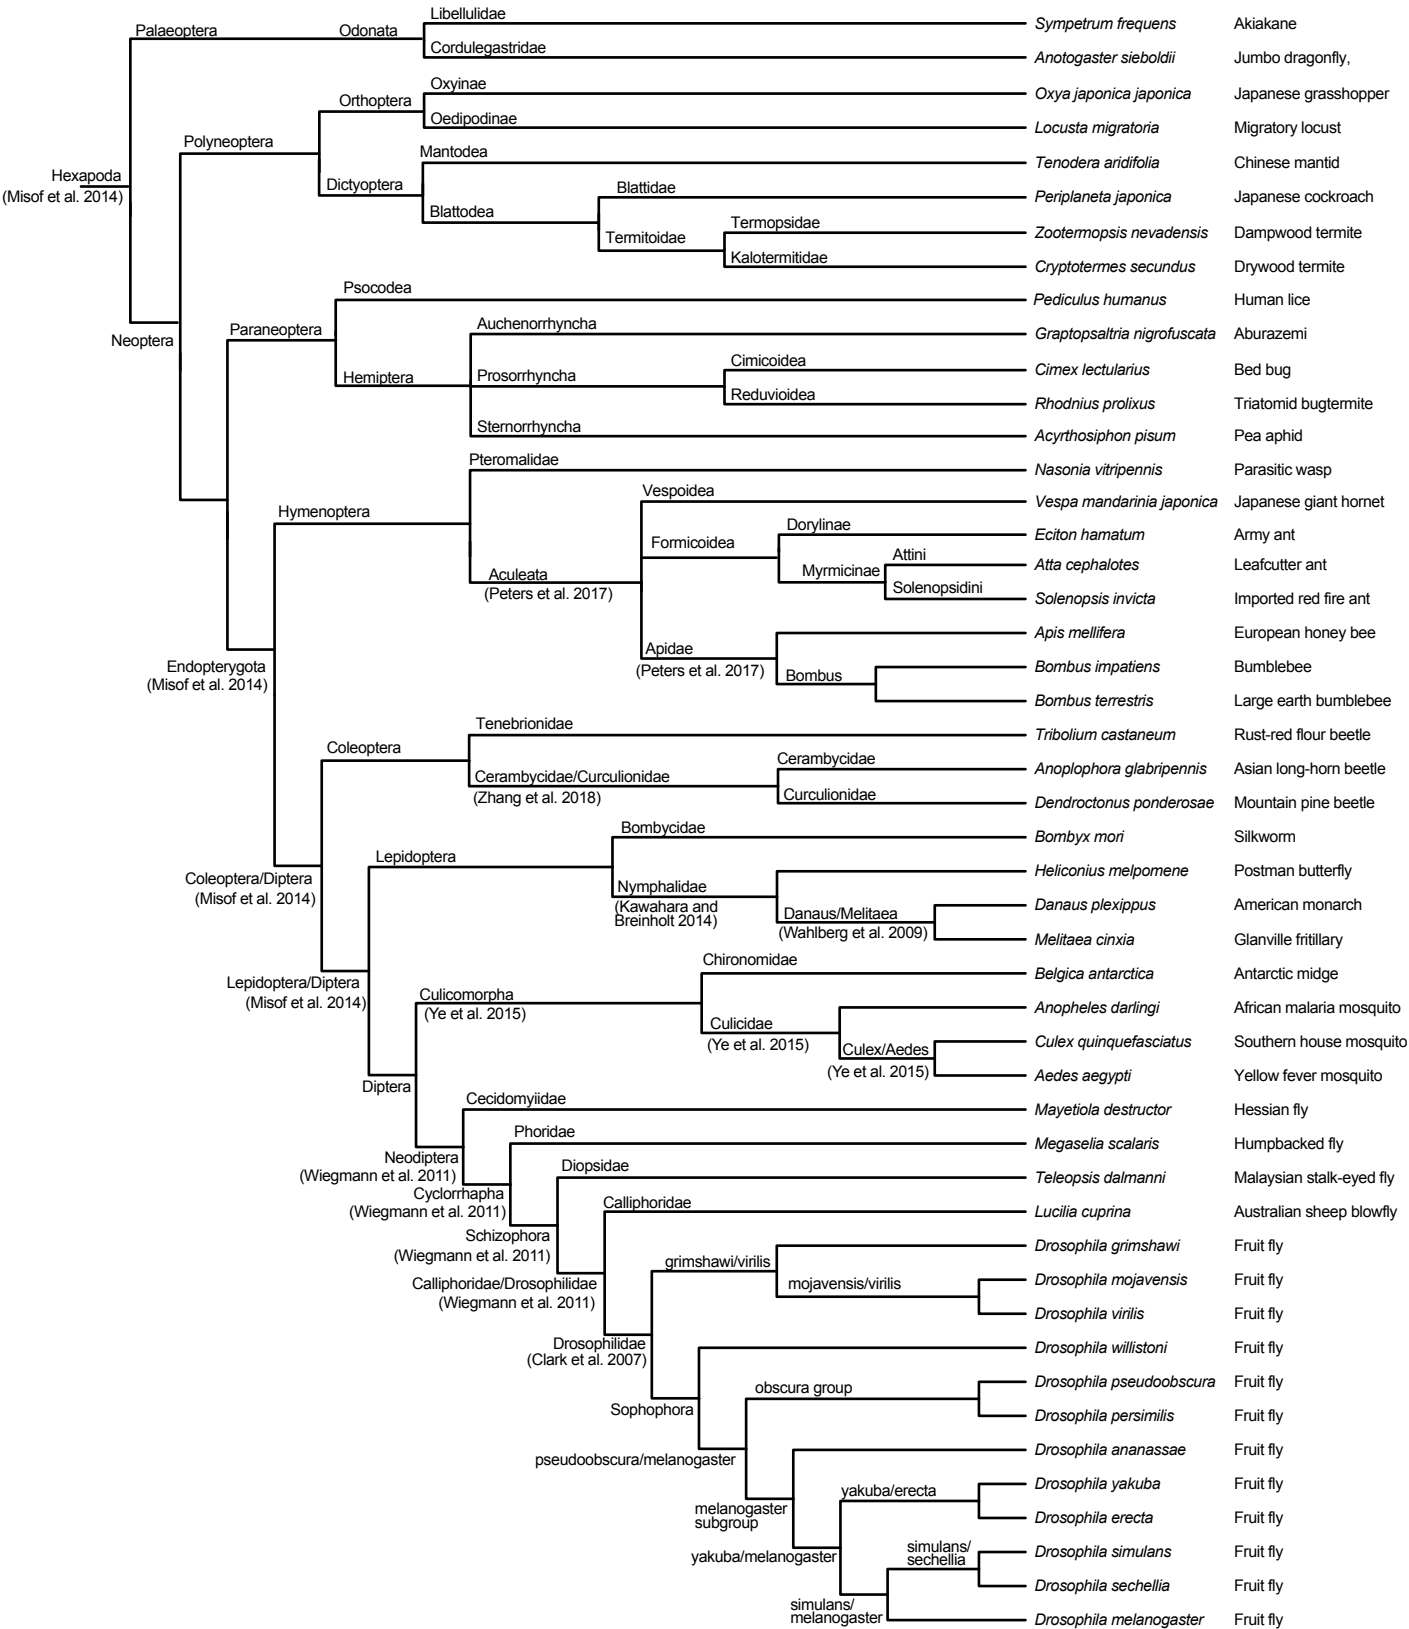 Libellulidae
Palaeoptera Odonata Sympetrum frequens Akiakane
Cordulegastridae
Anotogaster sieboldii Jumbo dragonfly,
Oxyinae
Orthoptera Oxya japonica japonica Japanese grasshopper
Oedipodinae
Locusta migratoria Migratory locust
Polyneoptera
Mantodea
Tenodera aridifolia Chinese mantid
Hexapoda
(Misof et al. 2014)
Dictyoptera
Blattidae
Periplaneta japonica Japanese cockroach
Blattodea
Termopsidae
Termitoidae Zootermopsis nevadensis Dampwood termite
Kalotermitidae
Cryptotermes secundus Drywood termite
Psocodea
Pediculus humanus Human lice
Neoptera
Paraneoptera
Auchenorrhyncha
Graptopsaltria nigrofuscata Aburazemi
Cimicoidea
Hemiptera Prosorrhyncha Cimex lectularius Bed bug
Reduvioidea
Rhodnius prolixus Triatomid bugtermite
Sternorrhyncha
Acyrthosiphon pisum Pea aphid
Pteromalidae
Nasonia vitripennis Parasitic wasp
Vespoidea
Vespa mandarinia japonica Japanese giant hornet
Hymenoptera
Dorylinae
Formicoidea Eciton hamatum Army ant
Attini
Myrmicinae Atta cephalotes Leafcutter ant
Aculeata
(Peters et al. 2017)
Solenopsidini
Solenopsis invicta Imported red fire ant
Apis mellifera European honey bee
Apidae
(Peters et al. 2017)
Endopterygota
(Misof et al. 2014)
Bombus Bombus impatiens Bumblebee
Bombus terrestris Large earth bumblebee
Tenebrionidae
Tribolium castaneum Rust-red flour beetle
Coleoptera
Cerambycidae
Cerambycidae/Curculionidae Anoplophora glabripennis Asian long-horn beetle
(Zhang et al. 2018)
Curculionidae
Dendroctonus ponderosae Mountain pine beetle
Bombycidae
Bombyx mori Silkworm
Lepidoptera
Coleoptera/Diptera
(Misof et al. 2014)
Heliconius melpomene Postman butterfly
Nymphalidae
(Kawahara and
Breinholt 2014)
Danaus/Melitaea Danaus plexippus American monarch
(Wahlberg et al. 2009)
Melitaea cinxia Glanville fritillary
Chironomidae
Belgica antarctica Antarctic midge
Lepidoptera/Diptera
(Misof et al. 2014)
Culicomorpha
(Ye et al. 2015)
Anopheles darlingi African malaria mosquito
Culicidae
(Ye et al. 2015)
Culex/Aedes Culex quinquefasciatus Southern house mosquito
(Ye et al. 2015)
Aedes aegypti Yellow fever mosquito
Diptera
Cecidomyiidae
Mayetiola destructor Hessian fly
Phoridae
Megaselia scalaris Humpbacked fly
Neodiptera
(Wiegmann et al. 2011)
Diopsidae
Teleopsis dalmanni Malaysian stalk-eyed fly
Cyclorrhapha
(Wiegmann et al. 2011)
Calliphoridae
Lucilia cuprina Australian sheep blowfly
Schizophora
(Wiegmann et al. 2011)
Drosophila grimshawi Fruit fly
grimshawi/virilis
Calliphoridae/Drosophilidae
(Wiegmann et al. 2011)
mojavensis/virilis Drosophila mojavensis Fruit fly
Drosophila virilis Fruit fly
Drosophilidae
(Clark et al. 2007)
Drosophila willistoni Fruit fly
obscura group Drosophila pseudoobscura Fruit fly
Sophophora
Drosophila persimilis Fruit fly
pseudoobscura/melanogaster
Drosophila ananassae Fruit fly
yakuba/erecta Drosophila yakuba Fruit fly
melanogaster
subgroup
Drosophila erecta Fruit fly
yakuba/melanogaster
simulans/
sechellia
Drosophila simulans Fruit fly
Drosophila sechellia Fruit fly
simulans/
melanogaster
Drosophila melanogaster Fruit fly